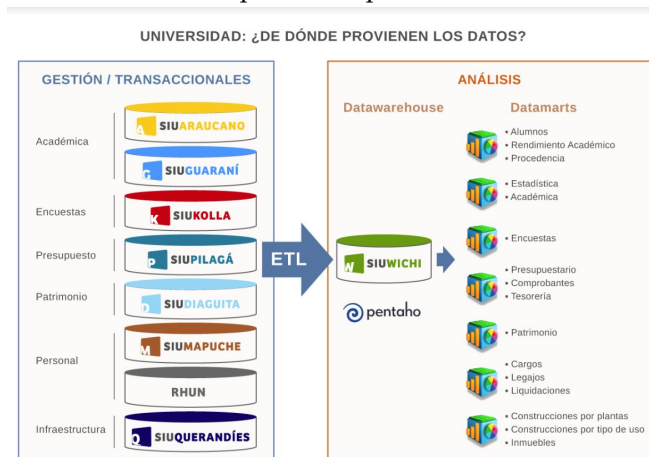 UNIVERSIDAD: ¿DE DÓNDE PROVIENEN LOS DATOS?
GESTIÓN / TRANSACCIONALES
Académica
SIUARAUCANO
SIUGUARANÍ
Encuestas
SIUKOLLA
Presupuesto
SIUPILAGÁ
Patrimonio
SIUDIAGUITA
Personal
SIUMAPUCHE
RHUN
Infraestructura
SIUQUERANDÍES
ETL
ANÁLISIS
Datawarehouse
SIUWICHI
pentaho
Datamarts
• Alumnos
• Rendimiento Académico
• Procedencia
• Estadística
• Académica
• Encuestas
• Presupuestario
• Comprobantes
• Tesorería
• Patrimonio
• Cargos
• Legajos
• Liquidaciones
• Construcciones por plantas
• Construcciones por tipo de uso
• Inmuebles